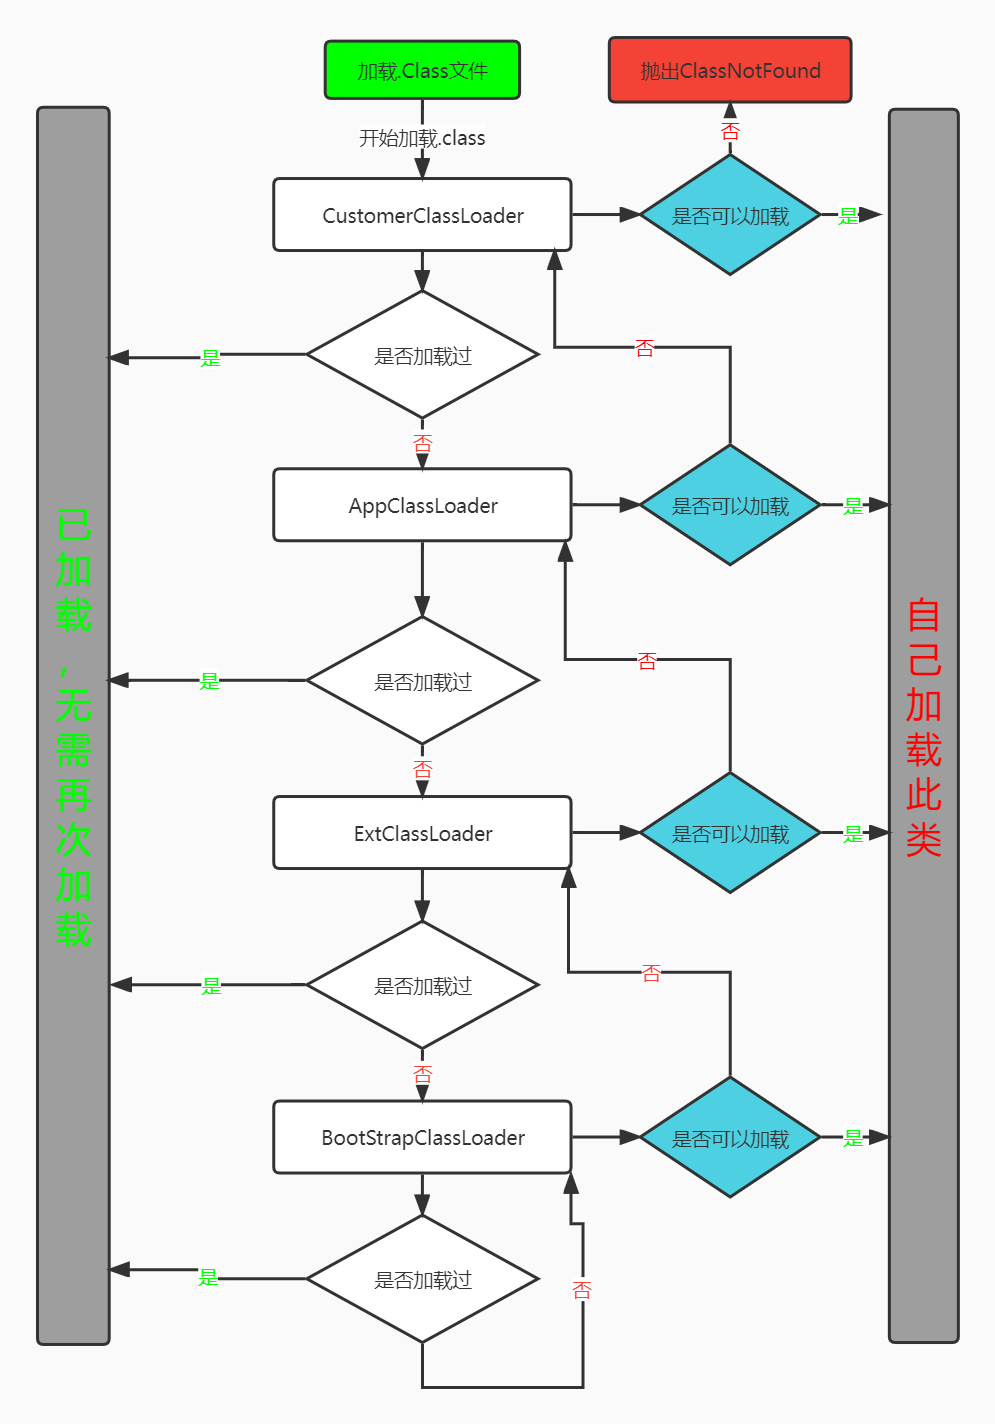 加载.Class文件
抛出ClassNotFound
开始加载.class
否
CustomerClassLoader
是否可以加载
是
是否加载过
是
否
否
AppClassLoader
是否可以加载
是
是否加载过
是
否
否
ExtClassLoader
是否可以加载
是
是否加载过
是
否
否
BootStrapClassLoader
是否可以加载
是
是否加载过
是
否
已加载，无需再次加载
自己加载此类